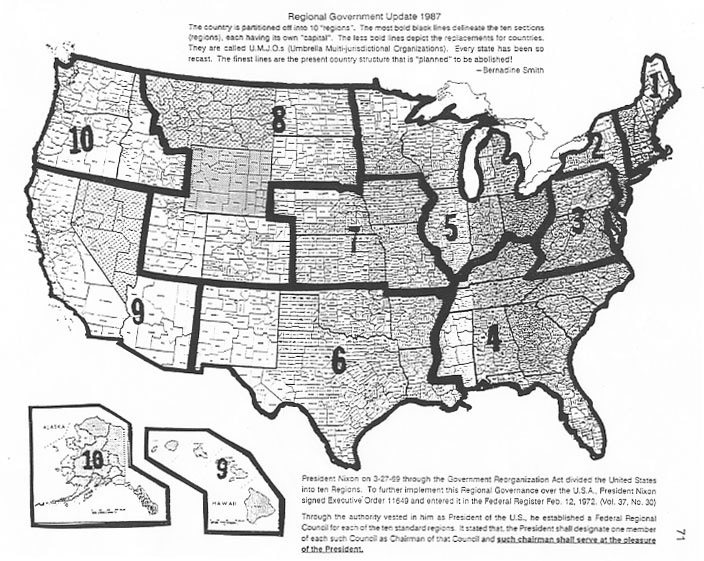 Regional Government Update 1987
The country is partitioned off into 10 "regions". The most bold black lines delineate the ten sections
(regions), each having its own "capital". The less bold lines depict the replacements for countries.
They are called U.M.J.O.s (Umbrella Multi-jurisdictional Organizations). Every state has been so
recast. The finest lines are the present county structure that is "planned" to be abolished!
—Bernadine Smith
1
2
3
4
5
6
7
8
9
10
ALASKA
10
9
HAWAII
President Nixon on 3-27-69 through the Government Reorganization Act divided the United States
into ten Regions. To further implement this Regional Governance over the U.S.A., President Nixon
signed Executive Order 11649 and entered it in the Federal Register Feb. 12, 1972. (Vol. 37, No. 30)
Through the authority vested in him as President of the U.S., he established a Federal Regional
Council for each of the ten standard regions. It stated that, the President shall designate one member
of each such Council as Chairman of that Council and such chairman shall serve at the pleasure
of the President.
71